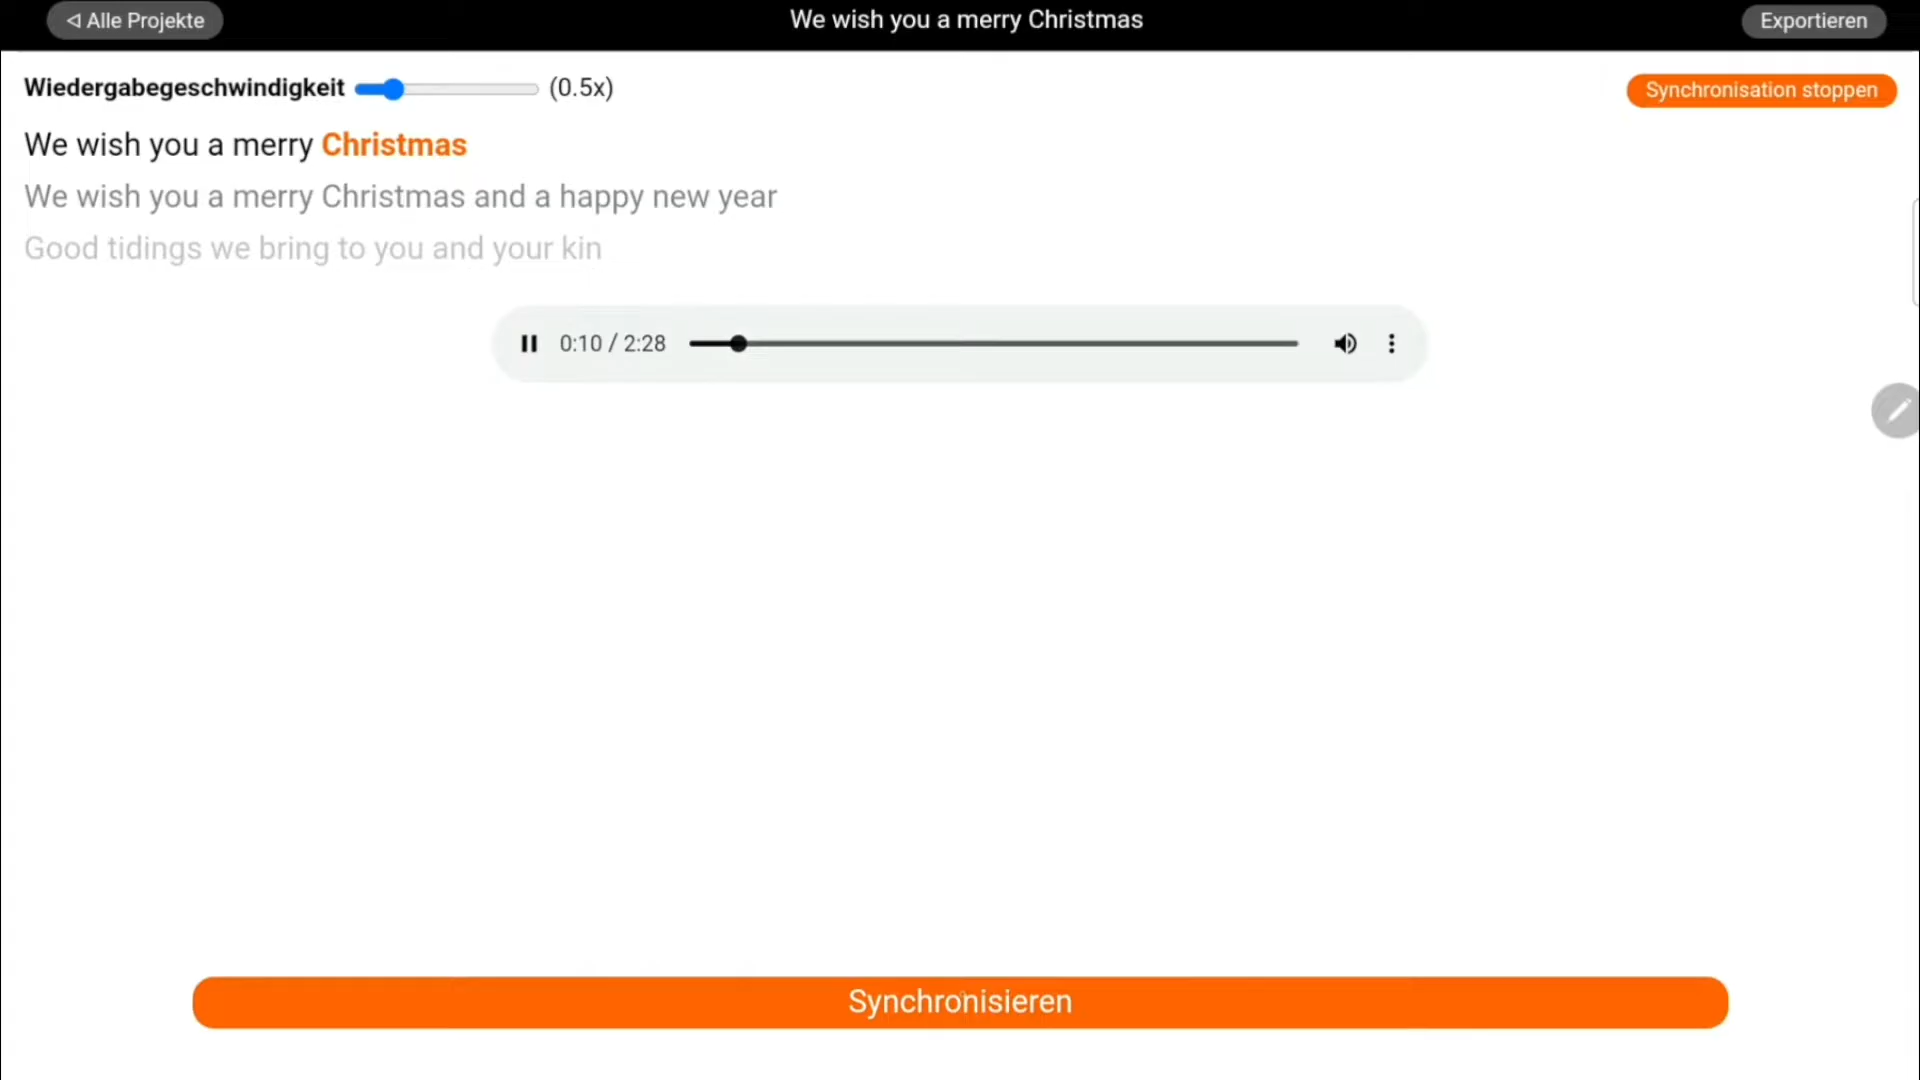 ◁ Alle Projekte
We wish you a merry Christmas
Exportieren
Wiedergabegeschwindigkeit (0.5x)
Synchronisation stoppen
We wish you a merry Christmas
We wish you a merry Christmas and a happy new year
Good tidings we bring to you and your kin
0:10 / 2:28
Synchronisieren